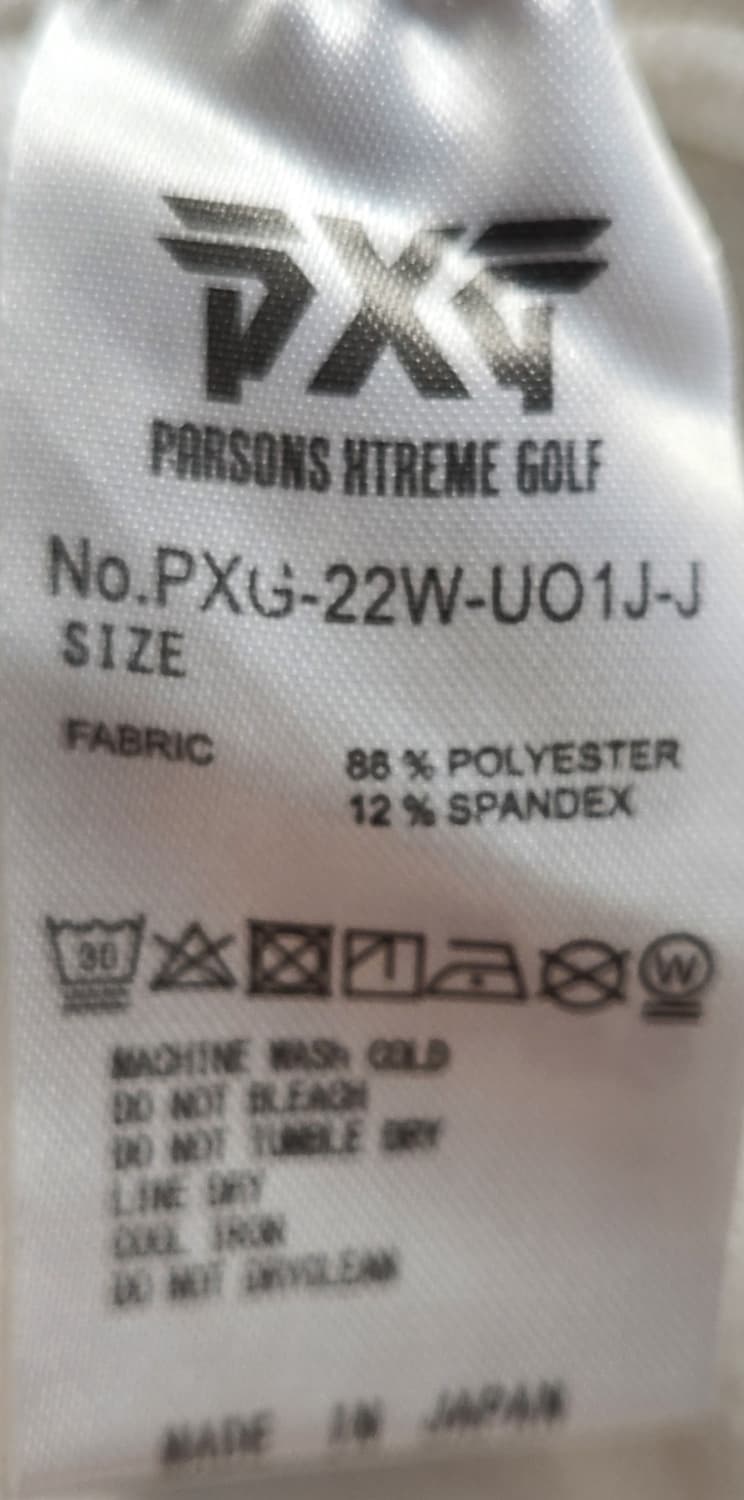 PXG
PARSONS XTREME GOLF
No.PXG-22W-UO1J-J
SIZE
FABRIC
88 % POLYESTER
12 % SPANDEX
30
W
MACHINE WASh COLD
DO NOT BLEACH
DO NOT TUMBLE DRY
LINE DRY
COOL IRON
DO NOT DRYCLEAN
MADE IN JAPAN